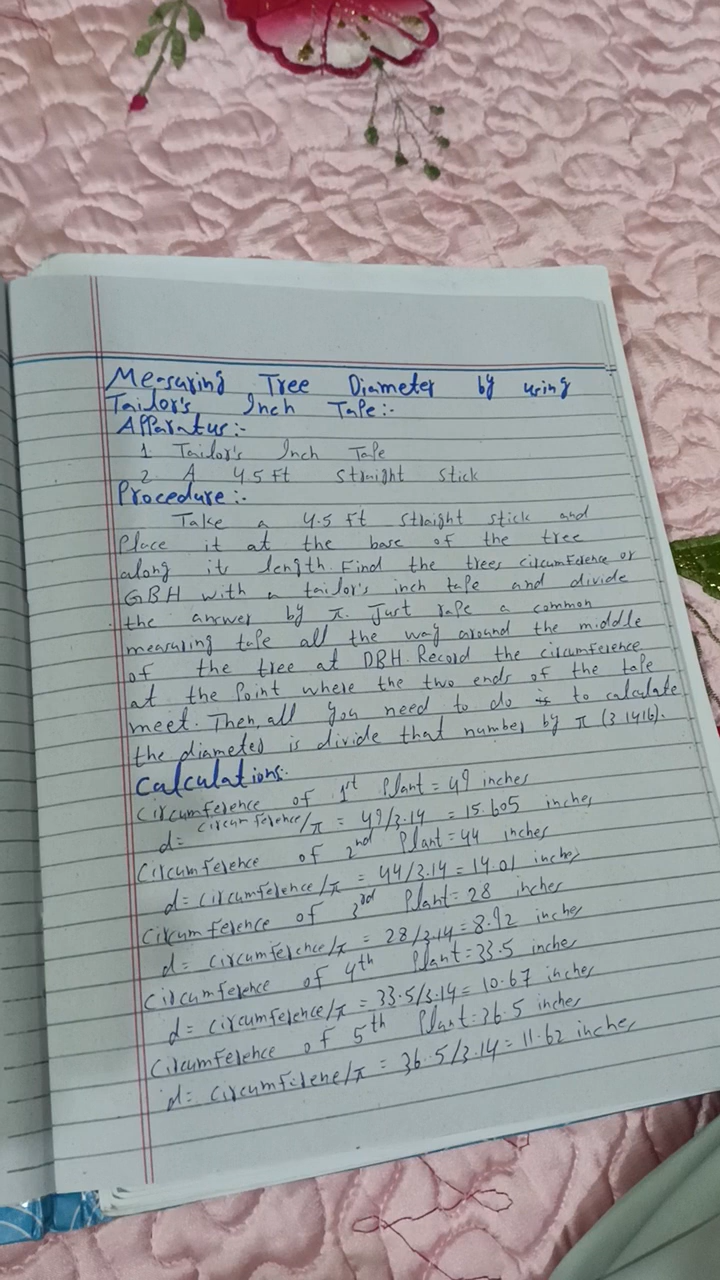 Measuring Tree Diameter by using
Tailor's Inch Tape:-
Apparatus:-
1. Tailor's Inch Tape
2. A 4.5 Ft straight stick
Procedure:-
Take a 4.5 Ft straight stick and
Place it at the base of the tree
along its length. Find the trees circumference or
GBH with a tailor's inch tape and divide
the answer by π. Just tape a common
measuring tape all the way around the middle
of the tree at DBH. Record the circumference
at the Point where the two ends of the tape
meet. Then, all you need to do is to calculate
the diameter is divide that number by π (3.1416).
Calculations:-
Circumference of 1st Plant = 49 inches
d= circumference/π = 49/3.14 = 15.605 inches
Circumference of 2nd Plant = 44 inches
d= circumference/π = 44/3.14 = 14.01 inches
Circumference of 3rd Plant = 28 inches
d= circumference/π = 28/3.14 = 8.92 inches
Circumference of 4th Plant = 33.5 inches
d= circumference/π = 33.5/3.14 = 10.67 inches
Circumference of 5th Plant = 36.5 inches
d= circumferene/π = 36.5/3.14 = 11.62 inches